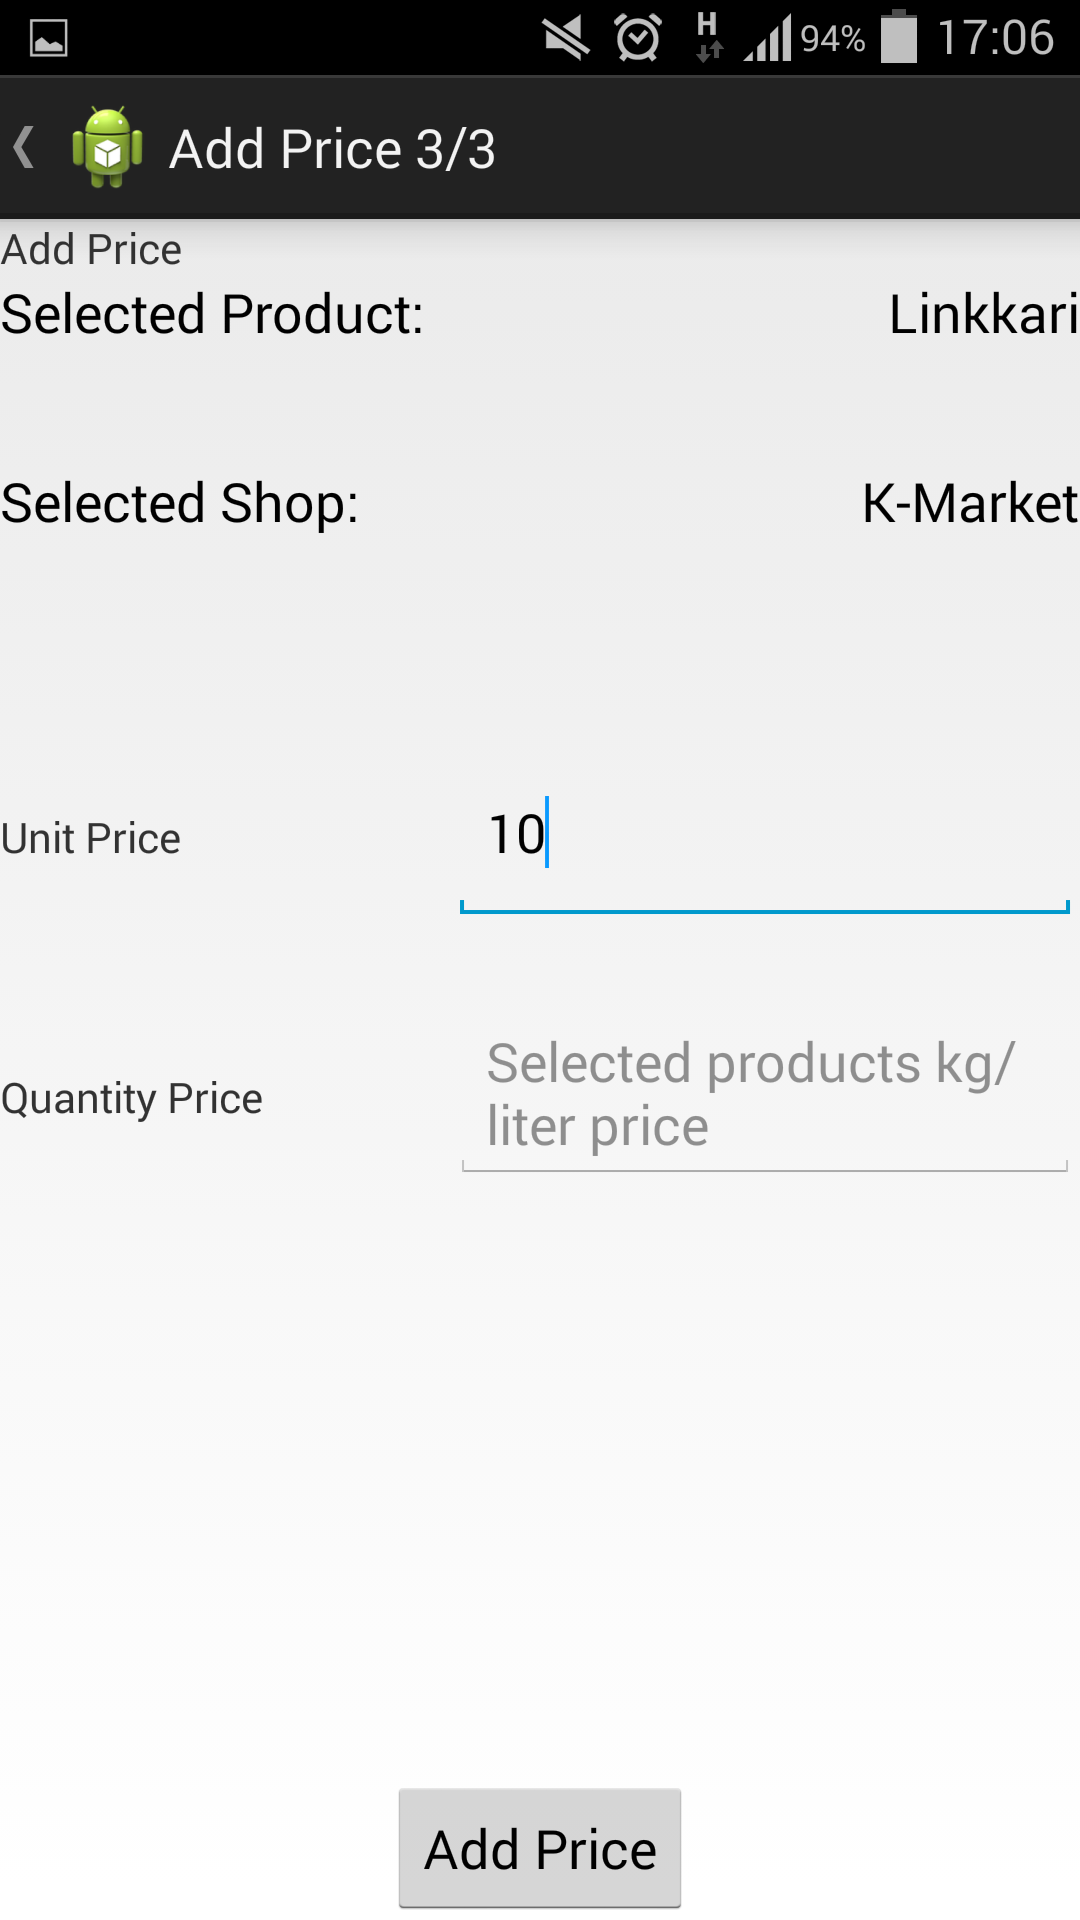 H 94% 17:06
Add Price 3/3
Add Price
Selected Product: Linkkari
Selected Shop: K-Market
Unit Price 10
Quantity Price Selected products kg/
liter price
Add Price